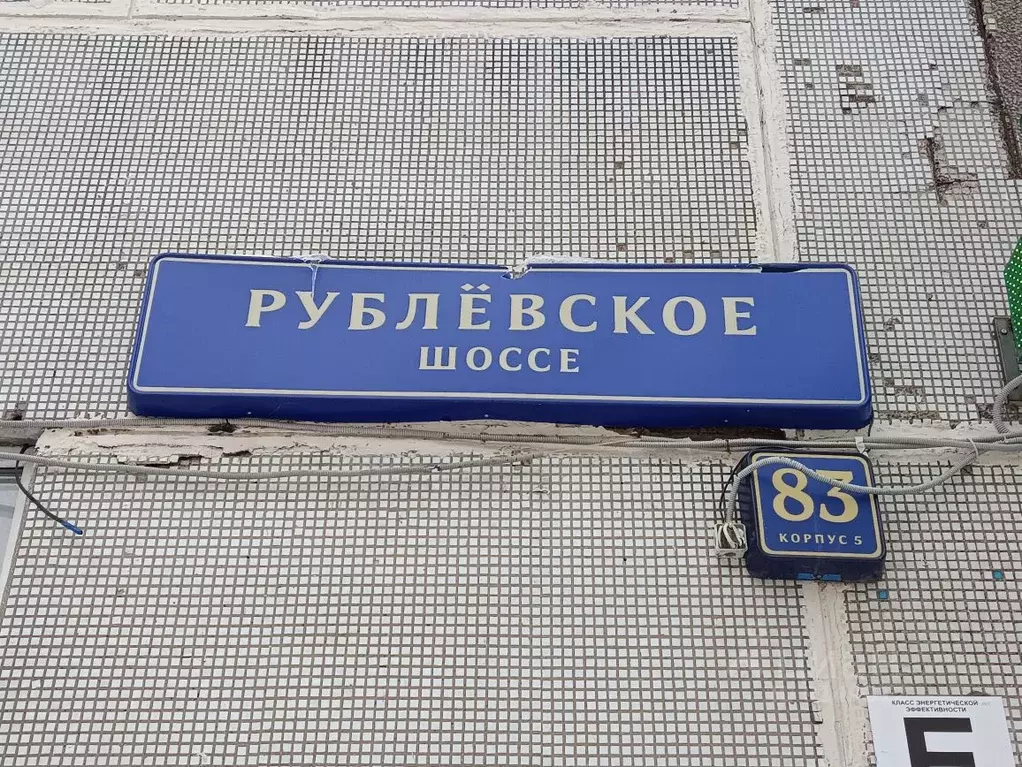 РУБЛЁВСКОЕ
ШОССЕ
83
КОРПУС 5
КЛАСС ЭНЕРГЕТИЧЕСКОЙ
ЭФФЕКТИВНОСТИ
E